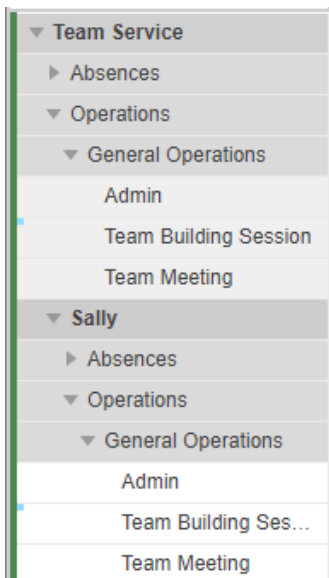 Team Service
Absences
Operations
General Operations
Admin
Team Building Session
Team Meeting
Sally
Absences
Operations
General Operations
Admin
Team Building Ses...
Team Meeting